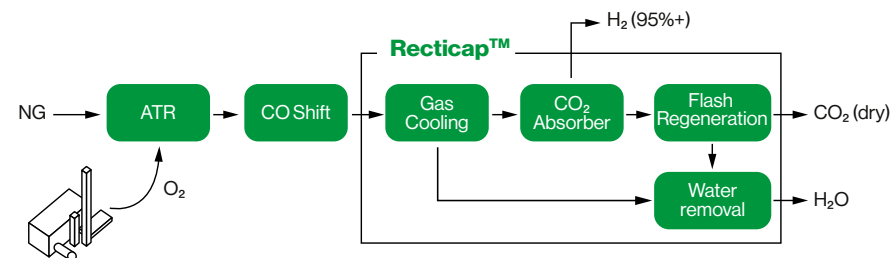 H₂ (95%+)
Recticap™
NG
ATR
CO Shift
Gas
Cooling
CO₂
Absorber
Flash
Regeneration
CO₂ (dry)
O₂
Water
removal
H₂O